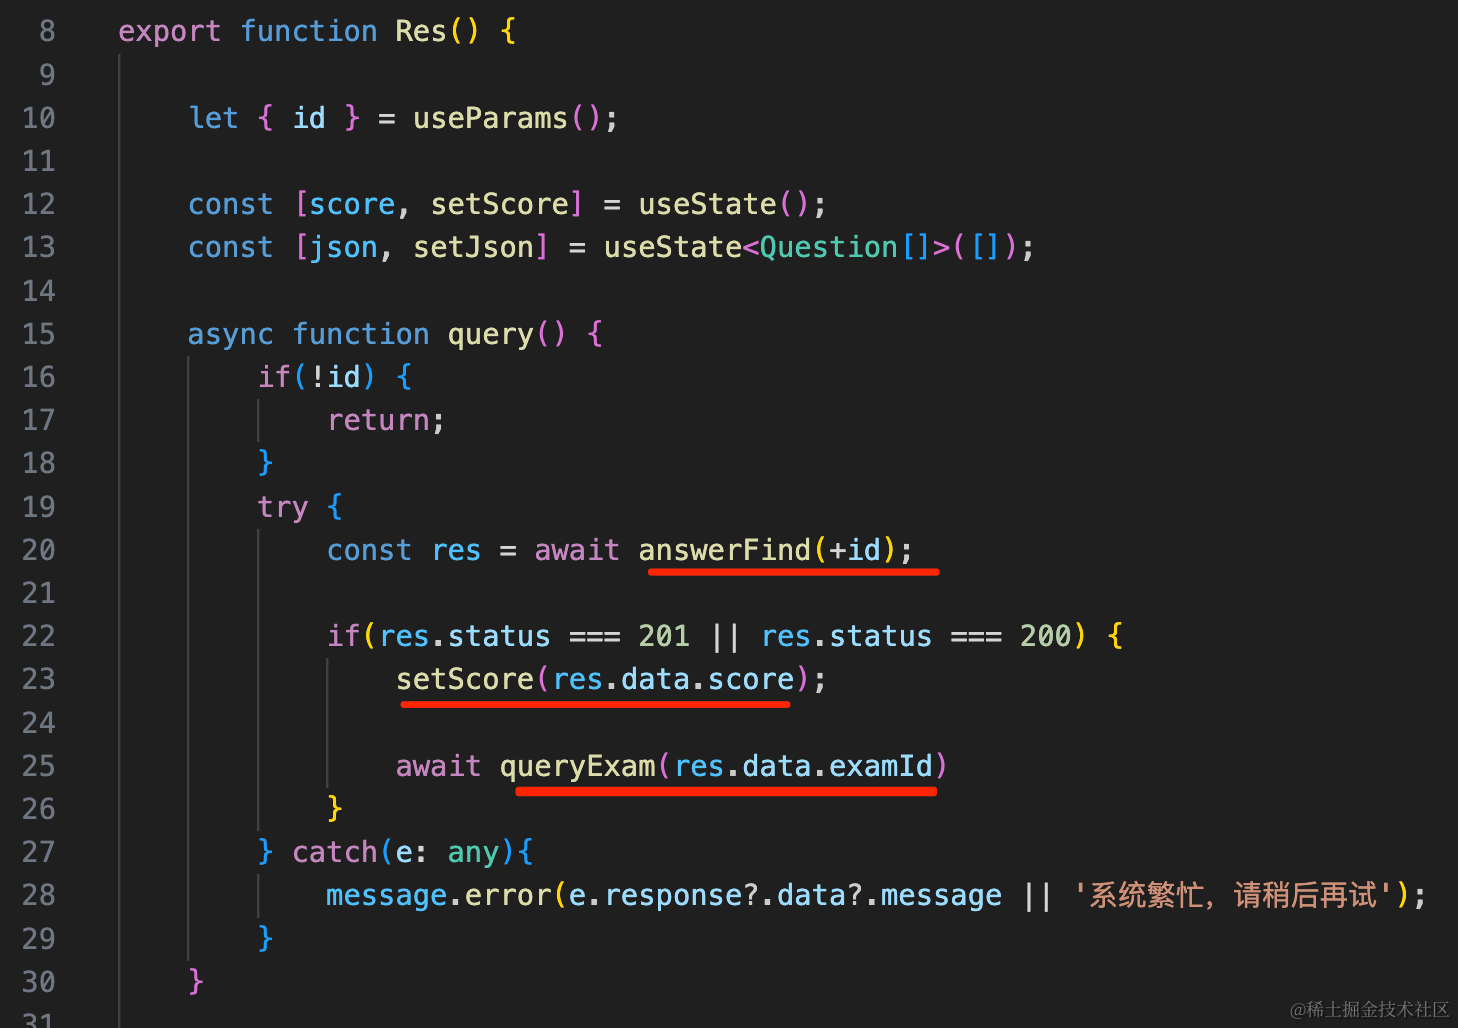 8 export function Res() {
9
10 let { id } = useParams();
11
12 const [score, setScore] = useState();
13 const [json, setJson] = useState<Question[]>([]);
14
15 async function query() {
16 if(!id) {
17 return;
18 }
19 try {
20 const res = await answerFind(+id);
21
22 if(res.status === 201 || res.status === 200) {
23 setScore(res.data.score);
24
25 await queryExam(res.data.examId)
26 }
27 } catch(e: any){
28 message.error(e.response?.data?.message || '系统繁忙，请稍后再试');
29 }
30 }
31
@稀土掘金技术社区